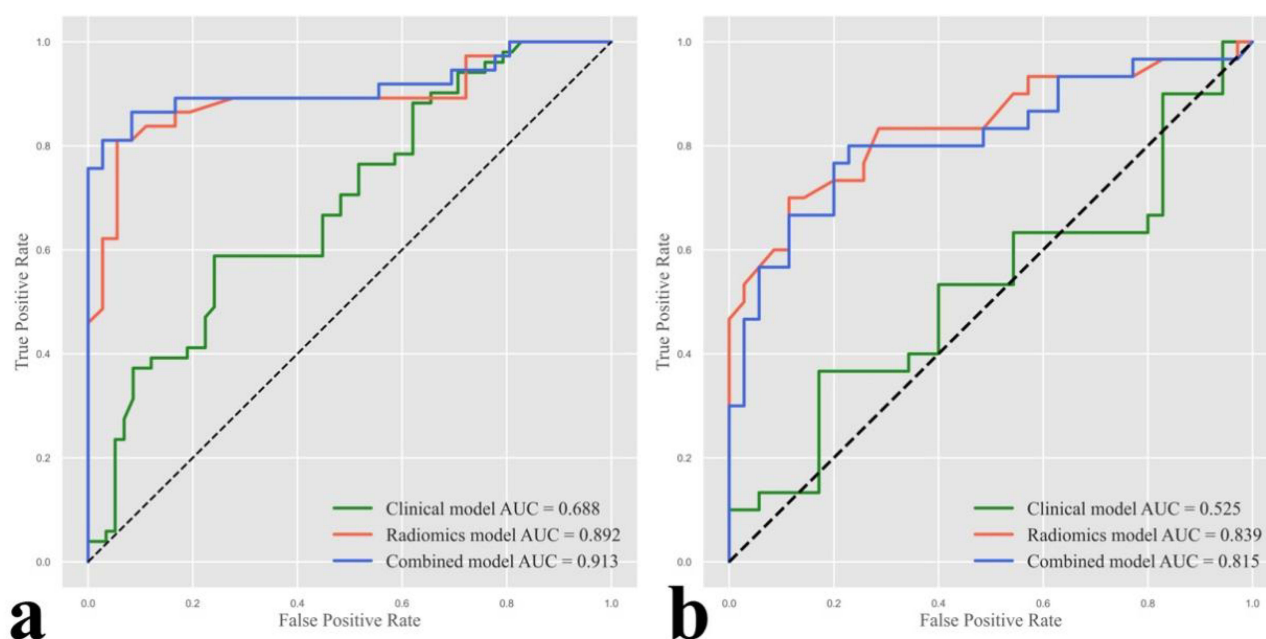 1.0
0.8
0.6
0.4
0.2
0.0
True Positive Rate
0.0 0.2 0.4 0.6 0.8 1.0
False Positive Rate
Clinical model AUC = 0.688
Radiomics model AUC = 0.892
Combined model AUC = 0.913
a
1.0
0.8
0.6
0.4
0.2
0.0
True Positive Rate
0.0 0.2 0.4 0.6 0.8 1.0
False Positive Rate
Clinical model AUC = 0.525
Radiomics model AUC = 0.839
Combined model AUC = 0.815
b